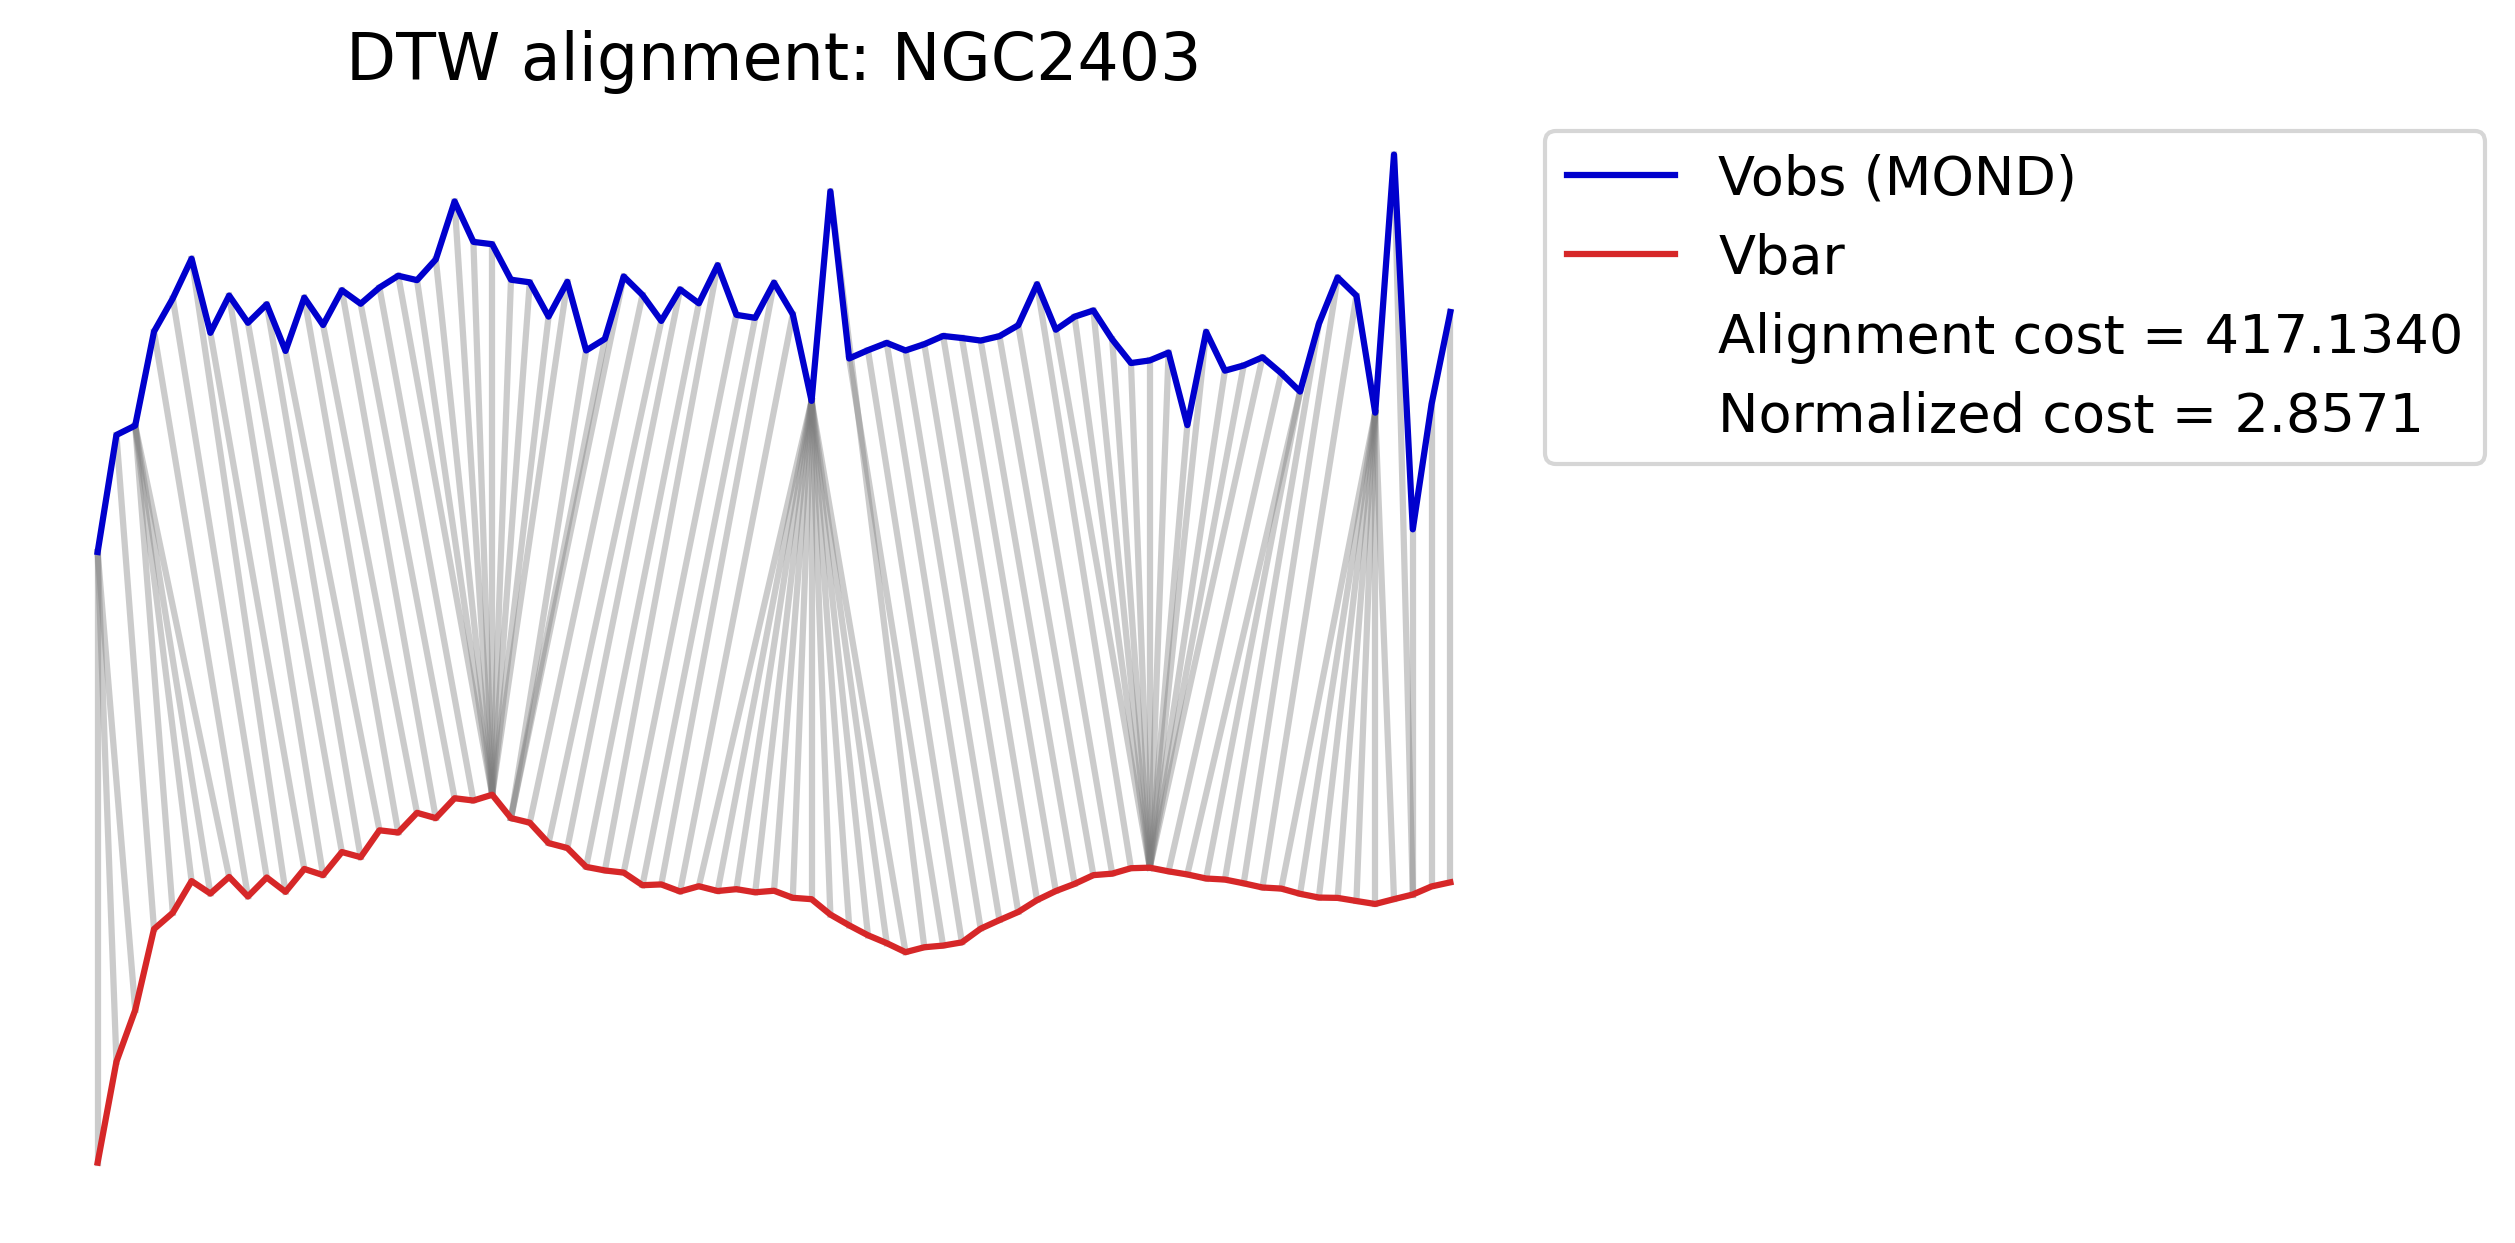 DTW alignment: NGC2403
Vobs (MOND)
Vbar
Alignment cost = 417.1340
Normalized cost = 2.8571